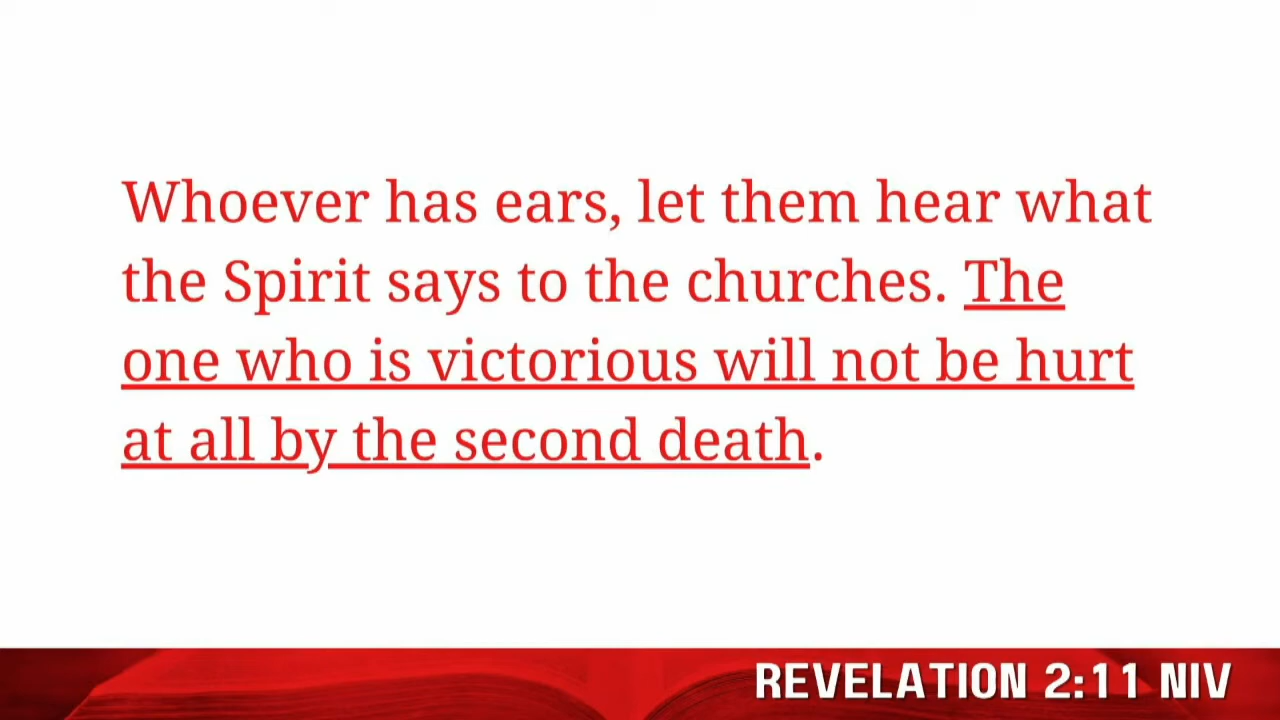 Whoever has ears, let them hear what
the Spirit says to the churches. The
one who is victorious will not be hurt
at all by the second death.
REVELATION 2:11 NIV